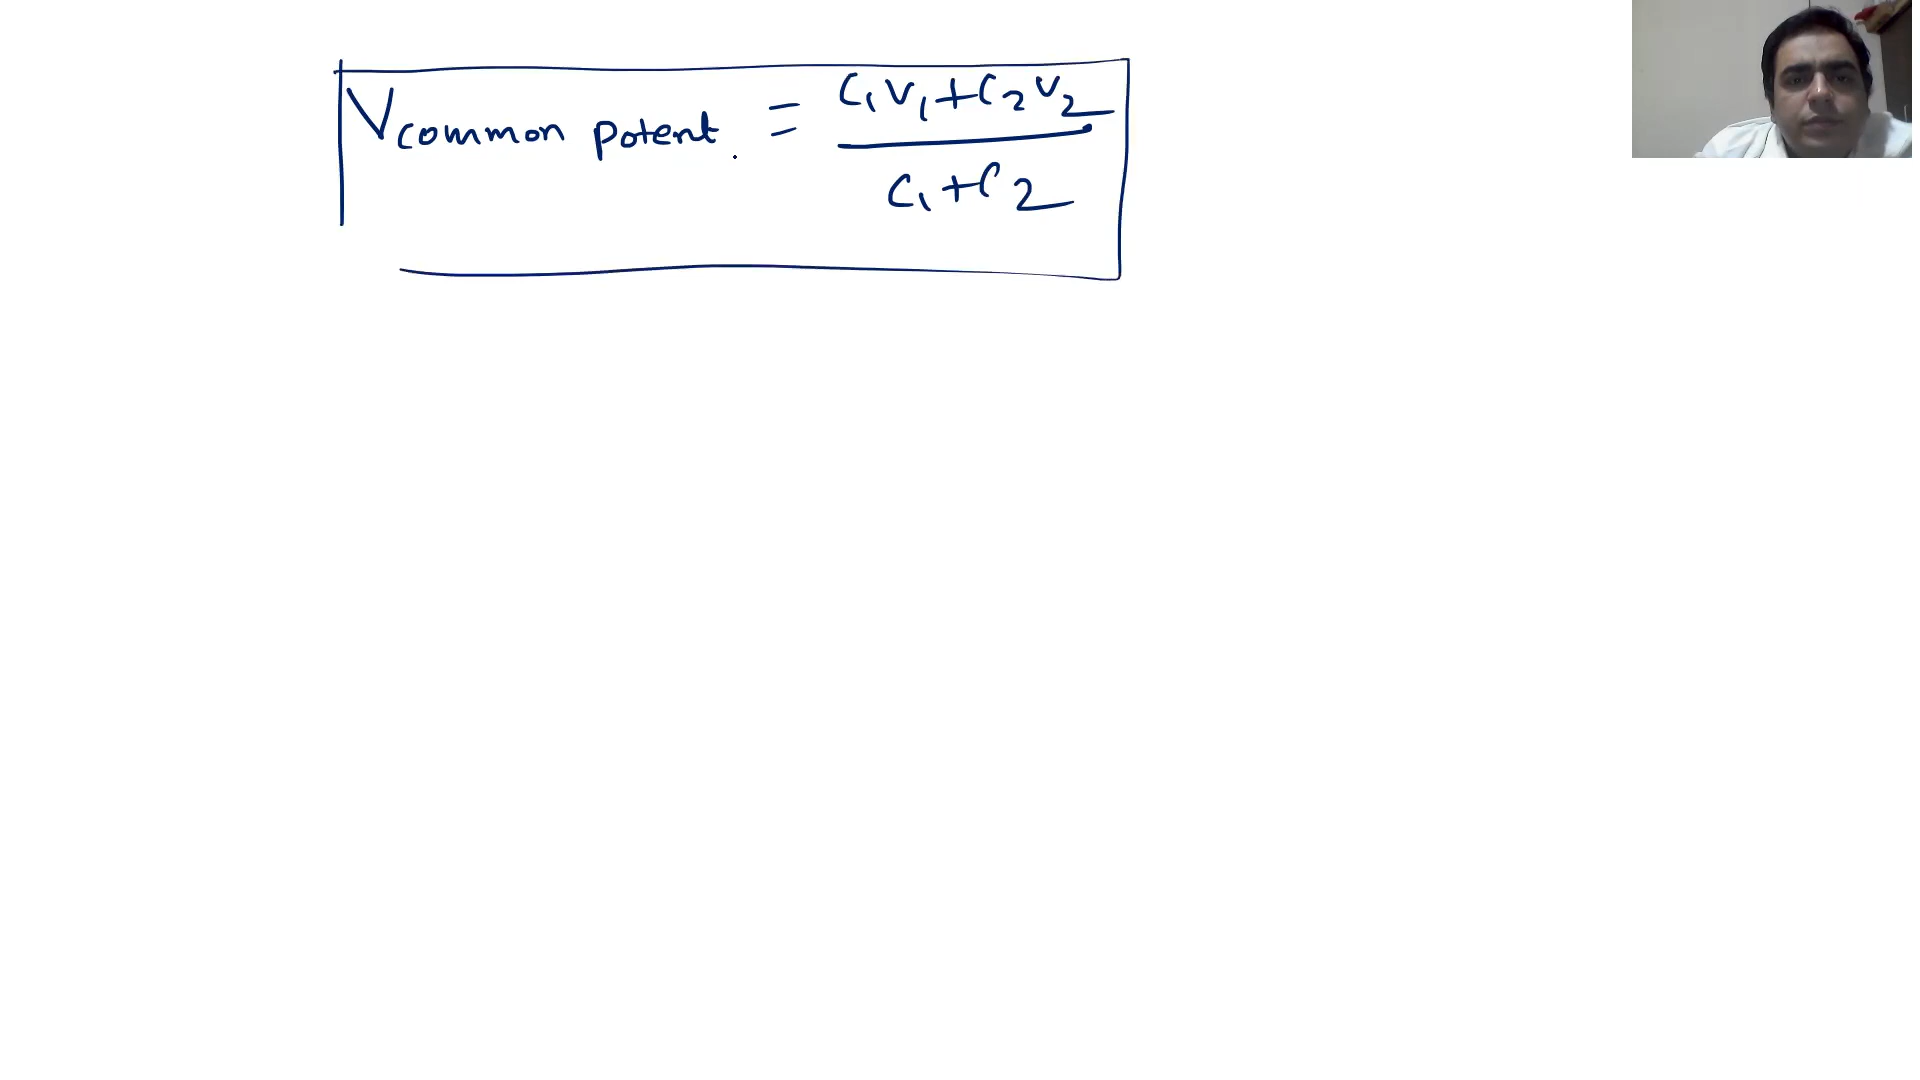 V common potent. = C₁V₁+C₂V₂
C₁+C₂